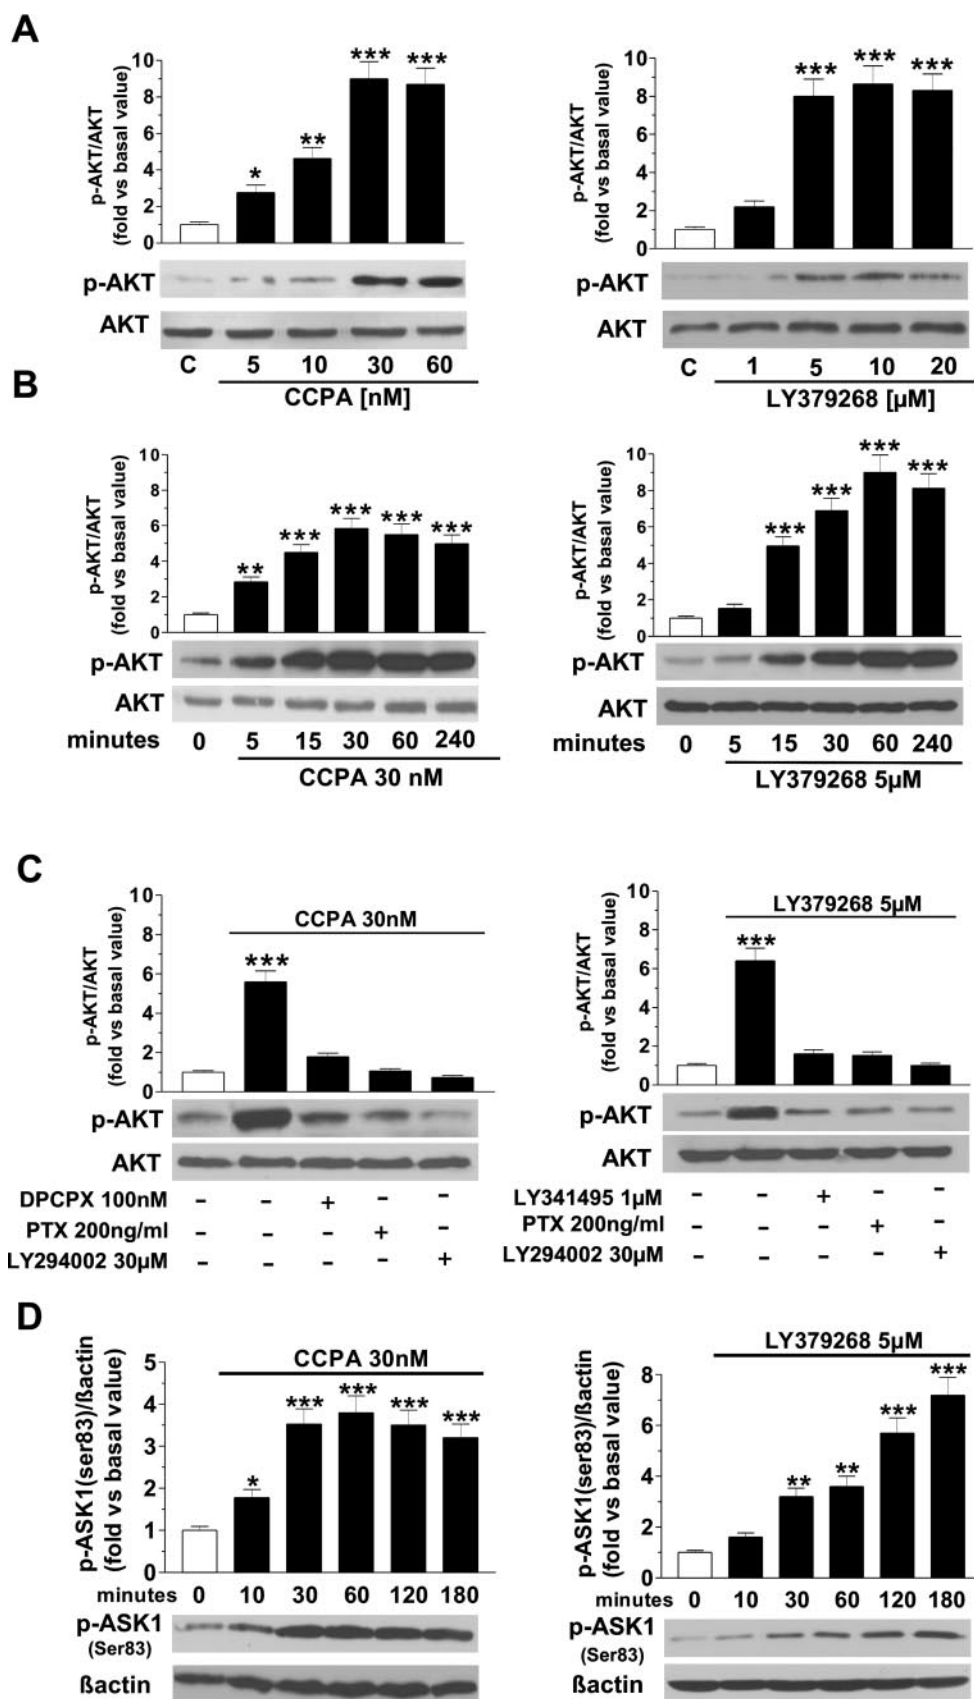 A
p-AKT/AKT
(fold vs basal value)
10
8
6
4
2
0
* ** *** ***
p-AKT
AKT
C 5 10 30 60
CCPA [nM]
p-AKT/AKT
(fold vs basal value)
10
8
6
4
2
0
*** *** ***
p-AKT
AKT
C 1 5 10 20
LY379268 [µM]
B
p-AKT/AKT
(fold vs basal value)
10
8
6
4
2
0
** *** *** *** ***
p-AKT
AKT
minutes 0 5 15 30 60 240
CCPA 30 nM
p-AKT/AKT
(fold vs basal value)
10
8
6
4
2
0
*** *** *** ***
p-AKT
AKT
minutes 0 5 15 30 60 240
LY379268 5µM
C
p-AKT/AKT
(fold vs basal value)
10
8
6
4
2
0
CCPA 30nM
***
p-AKT
AKT
DPCPX 100nM - - + - -
PTX 200ng/ml - - - + -
LY294002 30µM - - - - +
p-AKT/AKT
(fold vs basal value)
10
8
6
4
2
0
LY379268 5µM
***
p-AKT
AKT
LY341495 1µM - - + - -
PTX 200ng/ml - - - + -
LY294002 30µM - - - - +
D
p-ASK1(ser83)/ßactin
(fold vs basal value)
5
4
3
2
1
0
CCPA 30nM
* *** *** *** ***
minutes 0 10 30 60 120 180
p-ASK1
(Ser83)
ßactin
p-ASK1(ser83)/ßactin
(fold vs basal value)
8
6
4
2
0
LY379268 5µM
** ** *** ***
minutes 0 10 30 60 120 180
p-ASK1
(Ser83)
ßactin